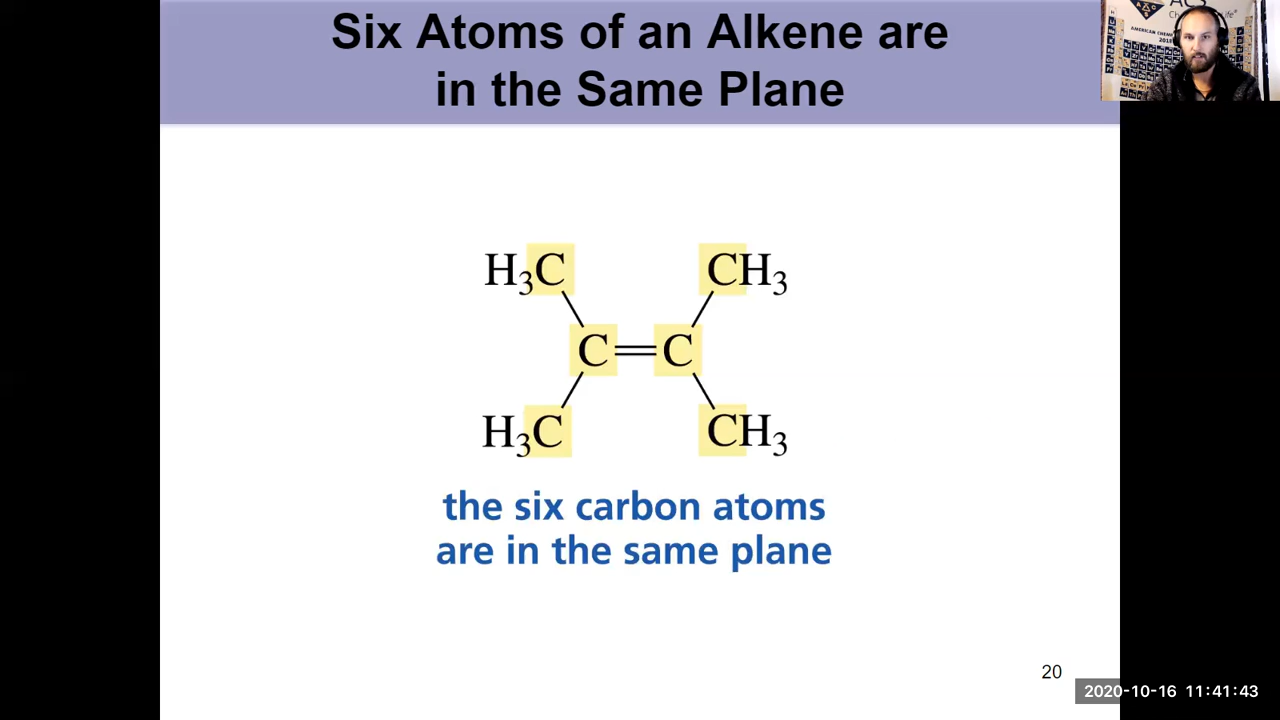 Six Atoms of an Alkene are
in the Same Plane
H₃C CH₃
C=C
H₃C CH₃
the six carbon atoms
are in the same plane
20
2020-10-16 11:41:43